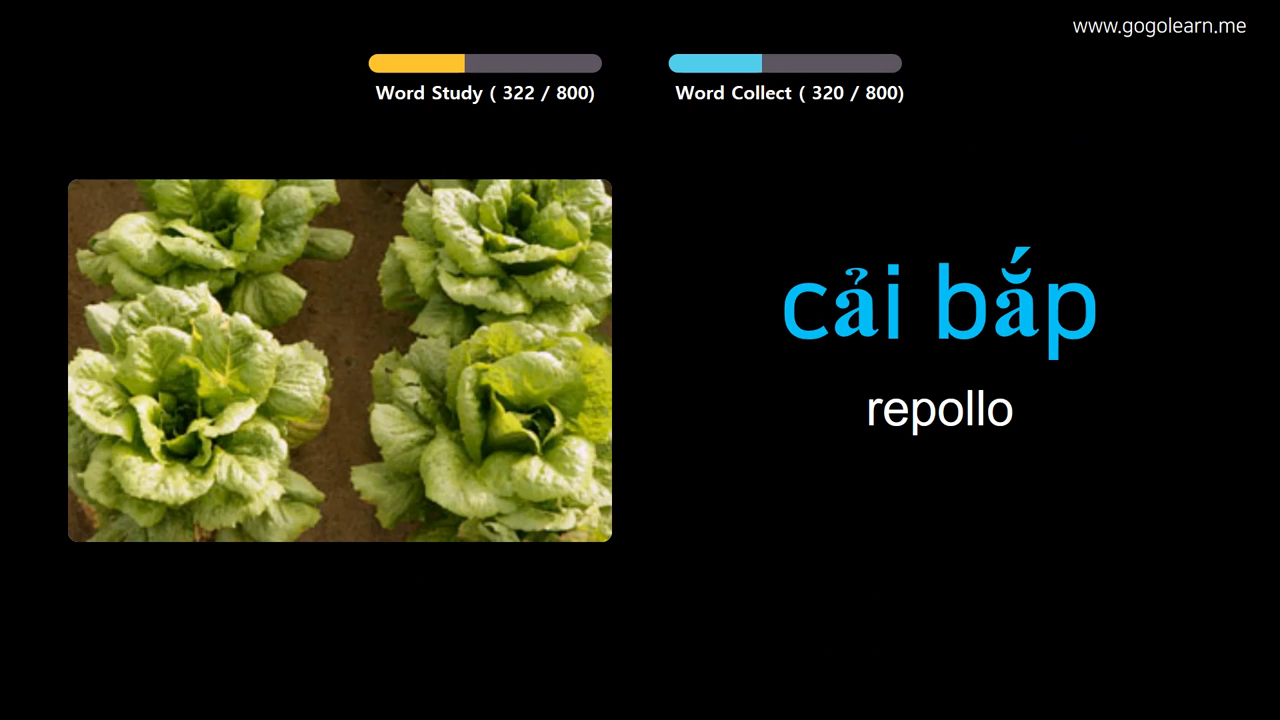 www.gogolearn.me
Word Study ( 322 / 800)
Word Collect ( 320 / 800)
cải bắp
repollo